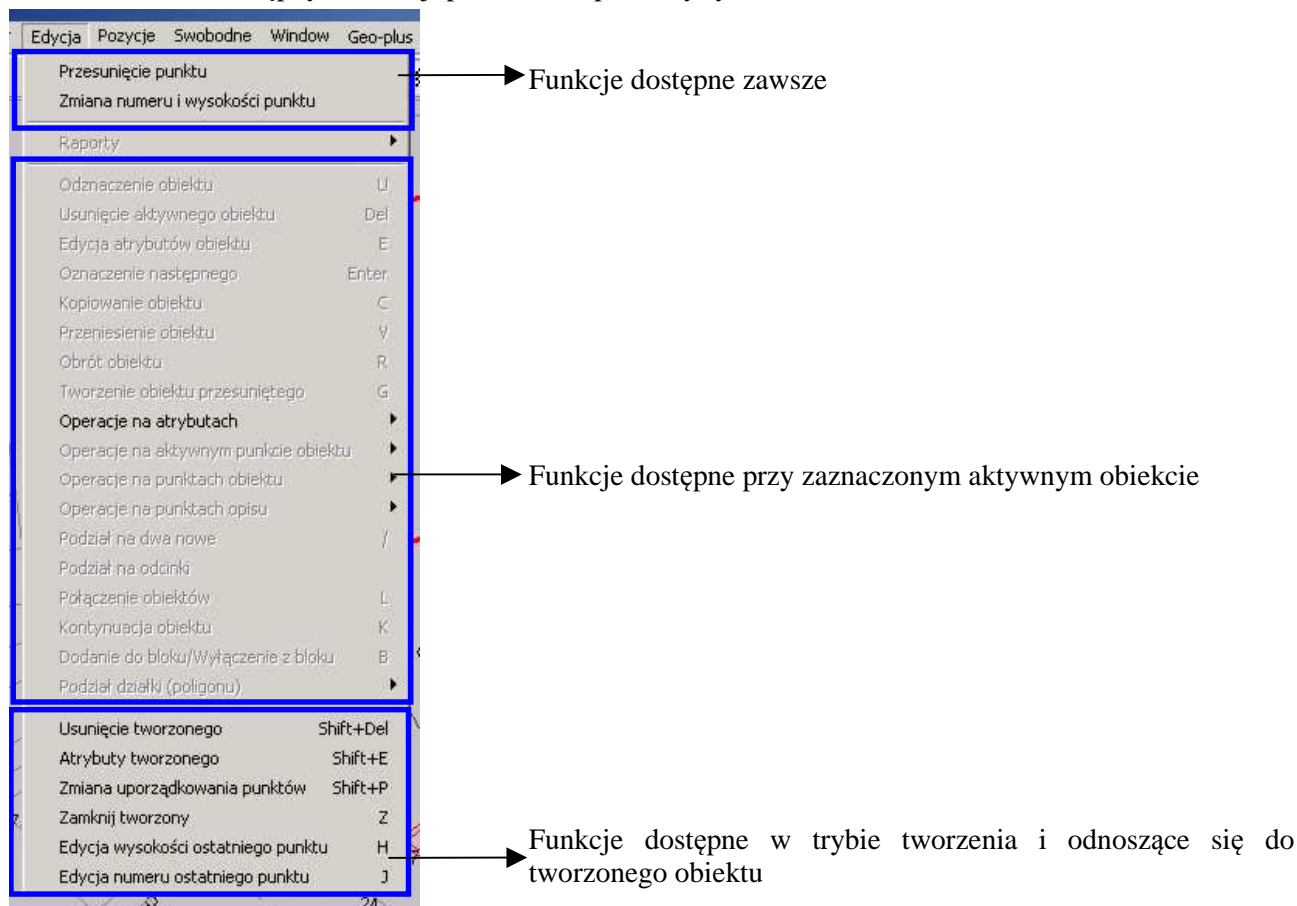 Edycja Pozycje Swobodne Window Geo-plus
Przesunięcie punktu
Zmiana numeru i wysokości punktu
Funkcje dostępne zawsze
Raporty
Odznaczenie obiektu U
Usunięcie aktywnego obiektu Del
Edycja atrybutów obiektu E
Oznaczenie następnego Enter
Kopiowanie obiektu C
Przeniesienie obiektu V
Obrót obiektu R
Tworzenie obiektu przesuniętego G
Operacje na atrybutach
Operacje na aktywnym punkcie obiektu
Operacje na punktach obiektu
Funkcje dostępne przy zaznaczonym aktywnym obiekcie
Operacje na punktach opisu
Podział na dwa nowe /
Podział na odcinki
Połączenie obiektów L
Kontynuacja obiektu K
Dodanie do bloku/Wyłączenie z bloku B
Podział działki (poligonu)
Usunięcie tworzonego Shift+Del
Atrybuty tworzonego Shift+E
Zmiana uporządkowania punktów Shift+P
Zamknij tworzony Z
Edycja wysokości ostatniego punktu H
Edycja numeru ostatniego punktu J
Funkcje dostępne w trybie tworzenia i odnoszące się do
tworzonego obiektu